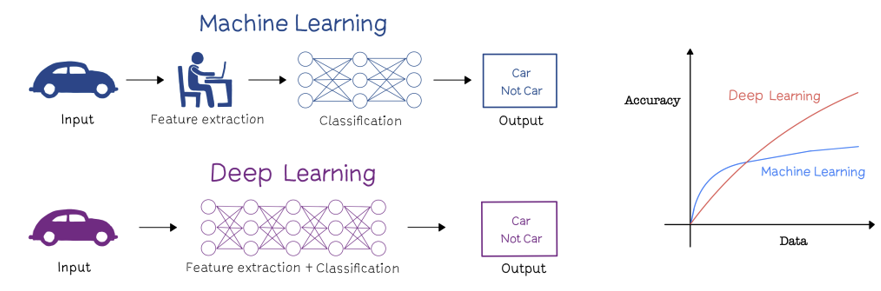 Machine Learning
Input
Feature extraction
Classification
Car
Not Car
Output
Deep Learning
Input
Feature extraction + Classification
Car
Not Car
Output
Accuracy
Deep Learning
Machine Learning
Data